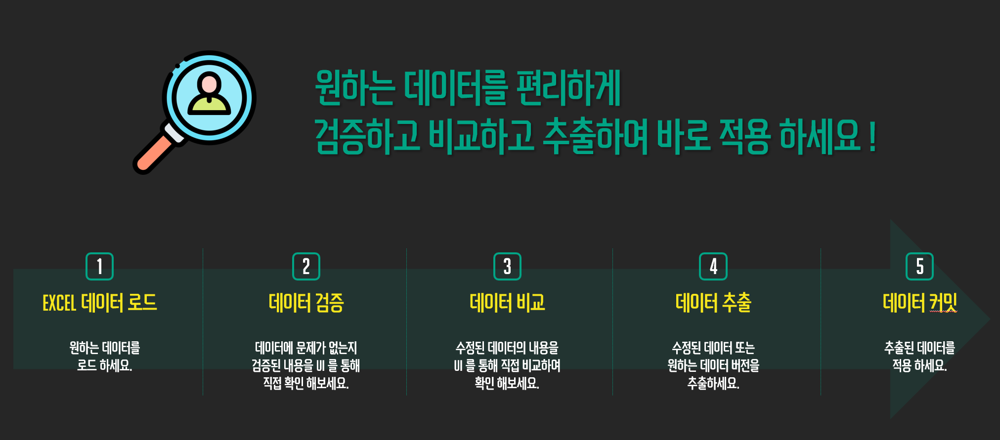 원하는 데이터를 편리하게
검증하고 비교하고 추출하여 바로 적용 하세요 !
1
EXCEL 데이터 로드
원하는 데이터를
로드 하세요.
2
데이터 검증
데이터에 문제가 없는지
검증된 내용을 UI 를 통해
직접 확인 해보세요.
3
데이터 비교
수정된 데이터의 내용을
UI 를 통해 직접 비교하여
확인 해보세요.
4
데이터 추출
수정된 데이터 또는
원하는 데이터 버전을
추출하세요.
5
데이터 커밋
추출된 데이터를
적용 하세요.